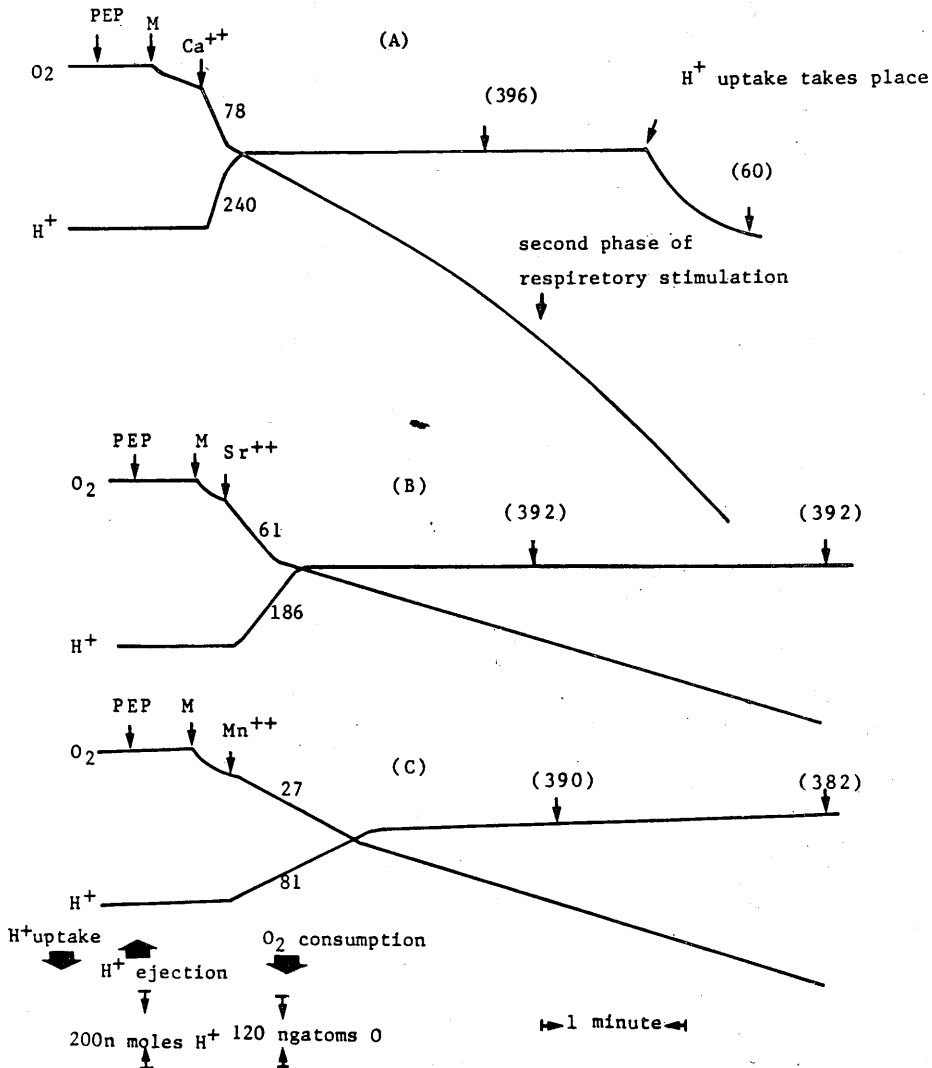 PEP M
Ca++
O2
(A)
H+ uptake takes place
78
(396)
(60)
240
H+
second phase of
respiretory stimulation
PEP M Sr++
O2
(B)
(392) (392)
61
186
H+
PEP M
Mn++
O2
(C)
27
(390) (382)
81
H+
H+uptake
H+ ejection
O2 consumption
200n moles H+ 120 ngatoms O
1 minute